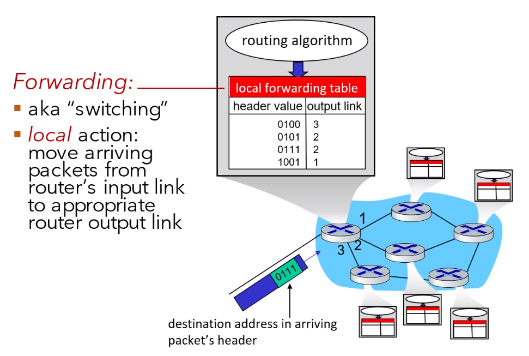 routing algorithm
local forwarding table
header value output link
0100 3
0101 2
0111 2
1001 1
Forwarding:
aka “switching”
local action:
move arriving
packets from
router’s input link
to appropriate
router output link
1
2
3
0111
destination address in arriving
packet’s header